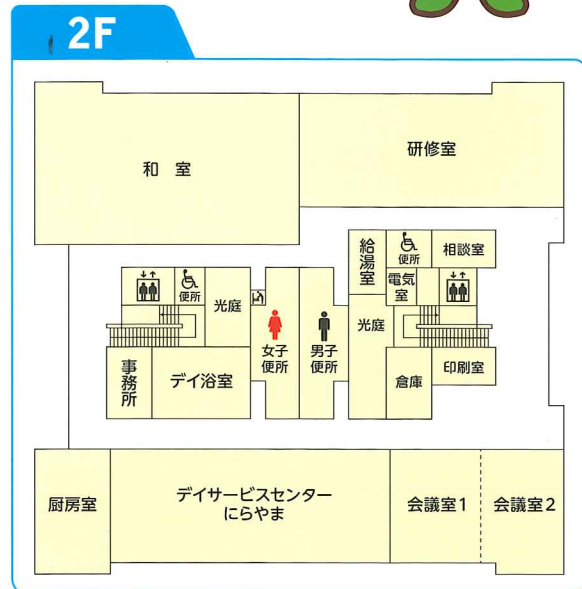 2F
和 室
研修室
給湯室
便所
相談室
電気室
便所
光庭
女子
便所
男子
便所
光庭
事務所
デイ浴室
倉庫
印刷室
厨房室
デイサービスセンター
にらやま
会議室1
会議室2